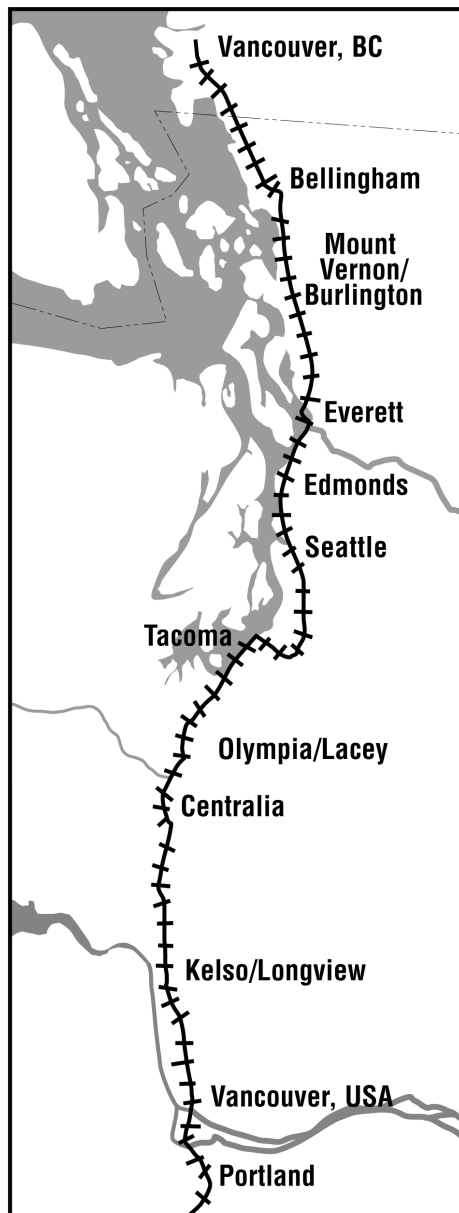 Vancouver, BC
Bellingham
Mount
Vernon/
Burlington
Everett
Edmonds
Seattle
Tacoma
Olympia/Lacey
Centralia
Kelso/Longview
Vancouver, USA
Portland